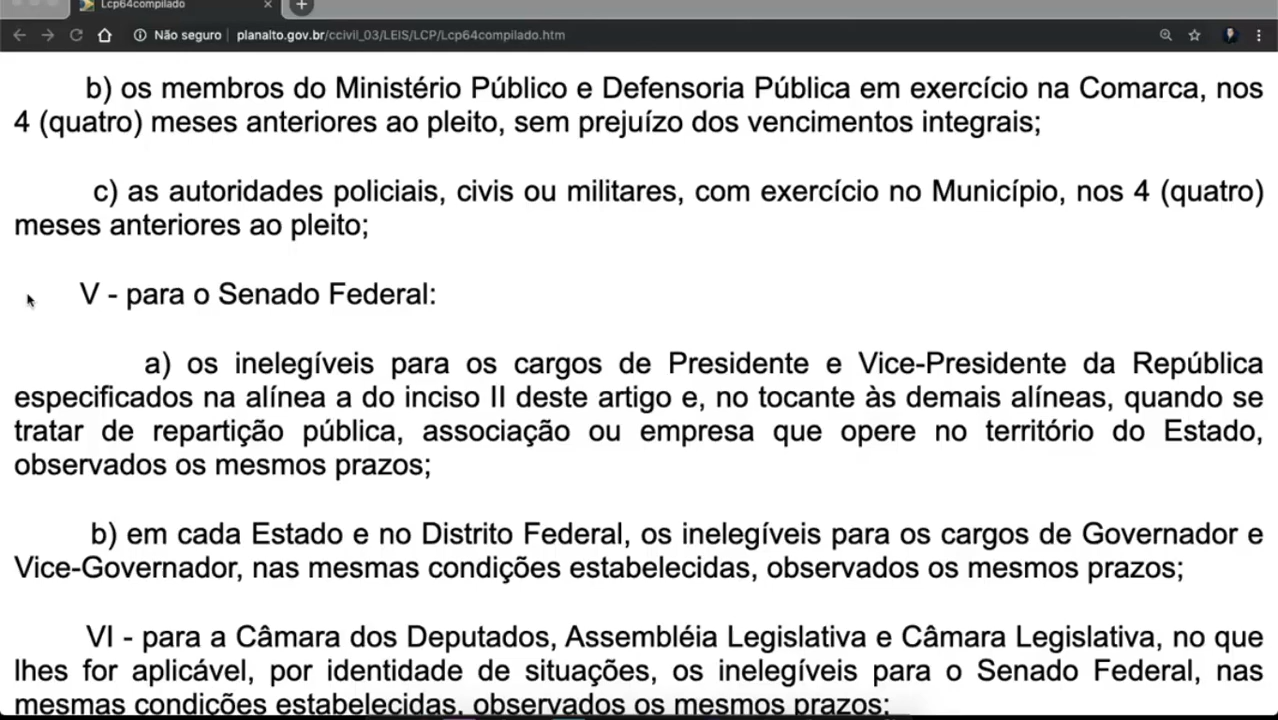 Lcp64compilado
Não seguro | planalto.gov.br/ccivil_03/LEIS/LCP/Lcp64compilado.htm
b) os membros do Ministério Público e Defensoria Pública em exercício na Comarca, nos
4 (quatro) meses anteriores ao pleito, sem prejuízo dos vencimentos integrais;
c) as autoridades policiais, civis ou militares, com exercício no Município, nos 4 (quatro)
meses anteriores ao pleito;
V - para o Senado Federal:
a) os inelegíveis para os cargos de Presidente e Vice-Presidente da República
especificados na alínea a do inciso II deste artigo e, no tocante às demais alíneas, quando se
tratar de repartição pública, associação ou empresa que opere no território do Estado,
observados os mesmos prazos;
b) em cada Estado e no Distrito Federal, os inelegíveis para os cargos de Governador e
Vice-Governador, nas mesmas condições estabelecidas, observados os mesmos prazos;
VI - para a Câmara dos Deputados, Assembléia Legislativa e Câmara Legislativa, no que
lhes for aplicável, por identidade de situações, os inelegíveis para o Senado Federal, nas
mesmas condições estabelecidas, observados os mesmos prazos;